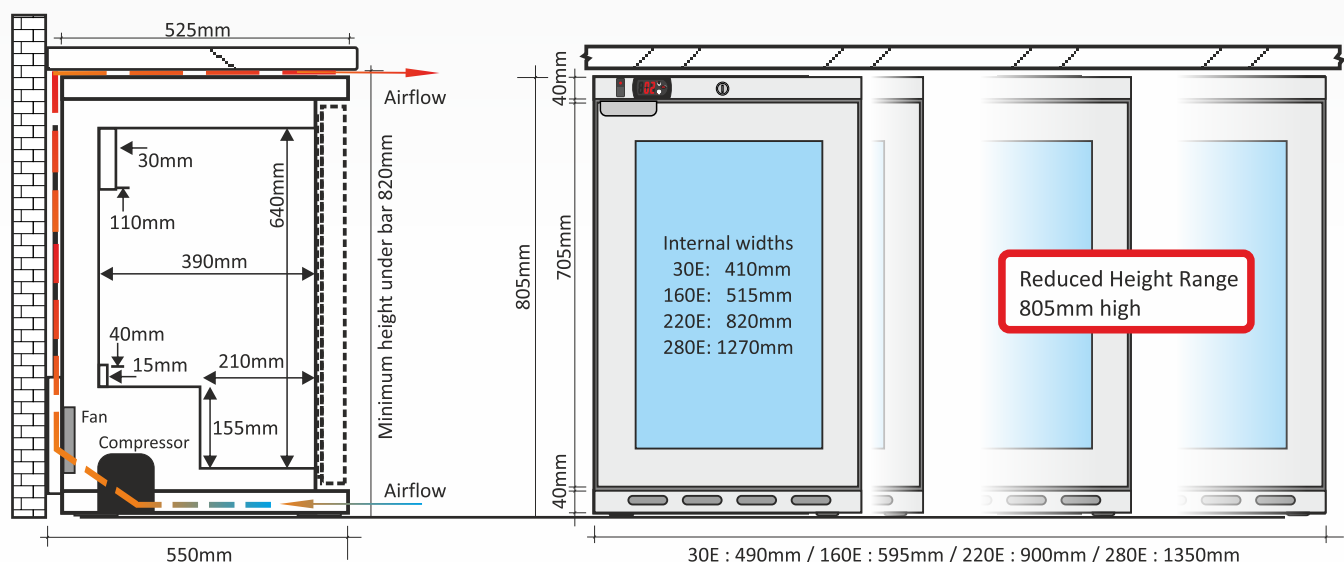 525mm
Airflow
30mm
110mm
640mm
390mm
40mm
15mm
210mm
155mm
Fan
Compressor
Airflow
550mm
Minimum height under bar 820mm
805mm
40mm
705mm
40mm
02
Internal widths
30E: 410mm
160E: 515mm
220E: 820mm
280E: 1270mm
Reduced Height Range
805mm high
30E : 490mm / 160E : 595mm / 220E : 900mm / 280E : 1350mm